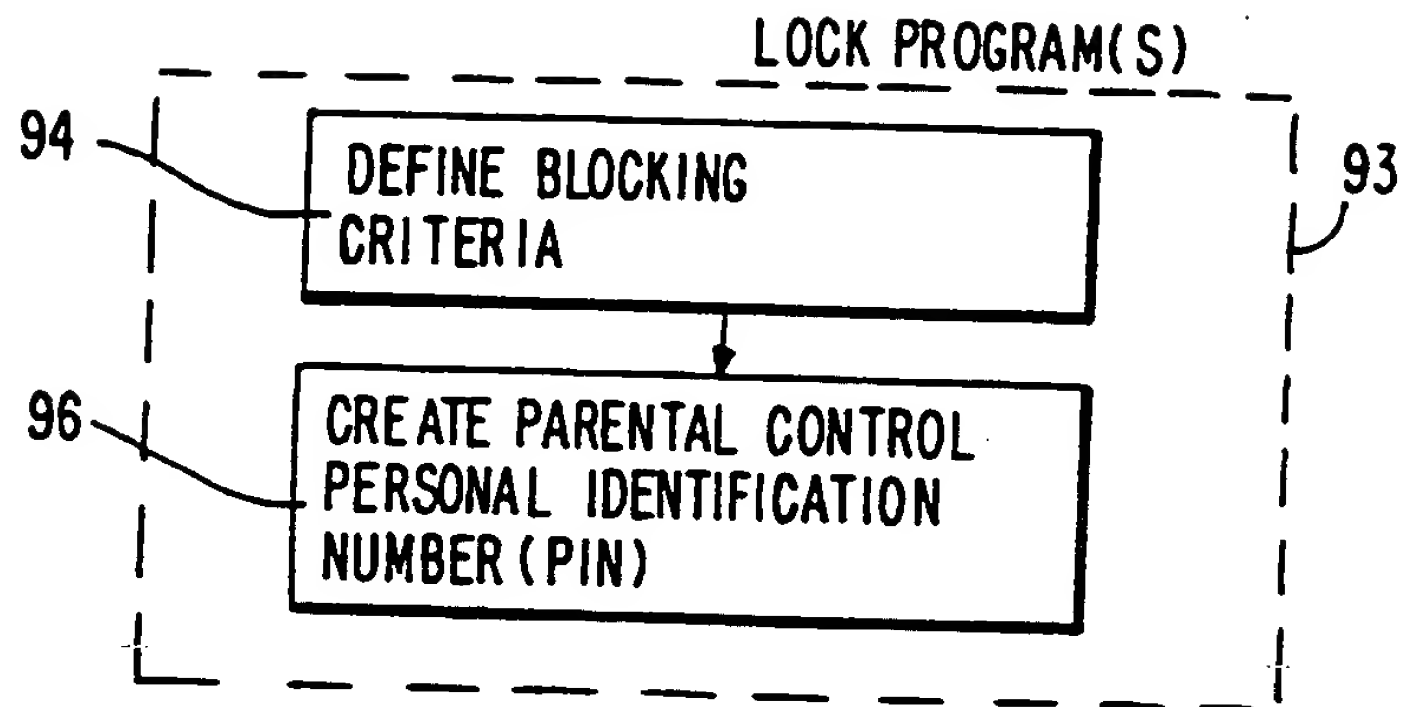 LOCK PROGRAM(S)
94
DEFINE BLOCKING
CRITERIA
93
96
CREATE PARENTAL CONTROL
PERSONAL IDENTIFICATION
NUMBER (PIN)